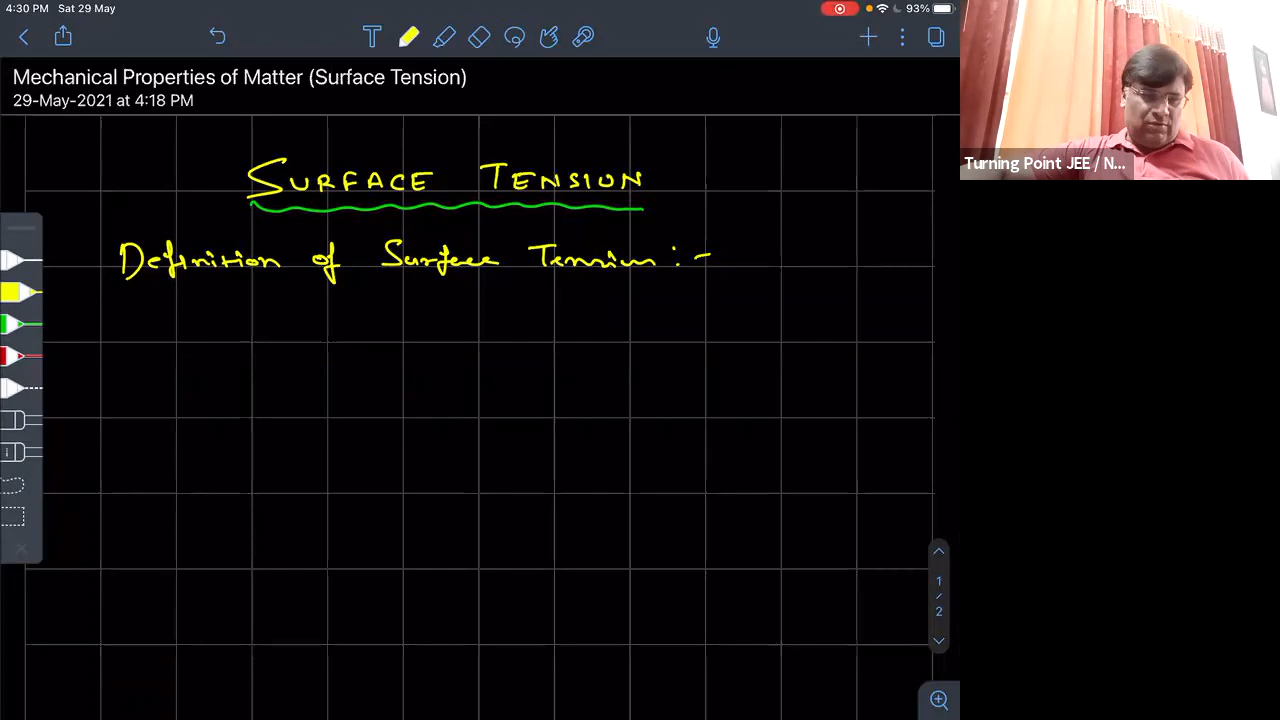 4:30 PM Sat 29 May
93%
Mechanical Properties of Matter (Surface Tension)
29-May-2021 at 4:18 PM
Turning Point JEE / N...
SURFACE TENSION
Definition of Surface Tension :-
1
/
2